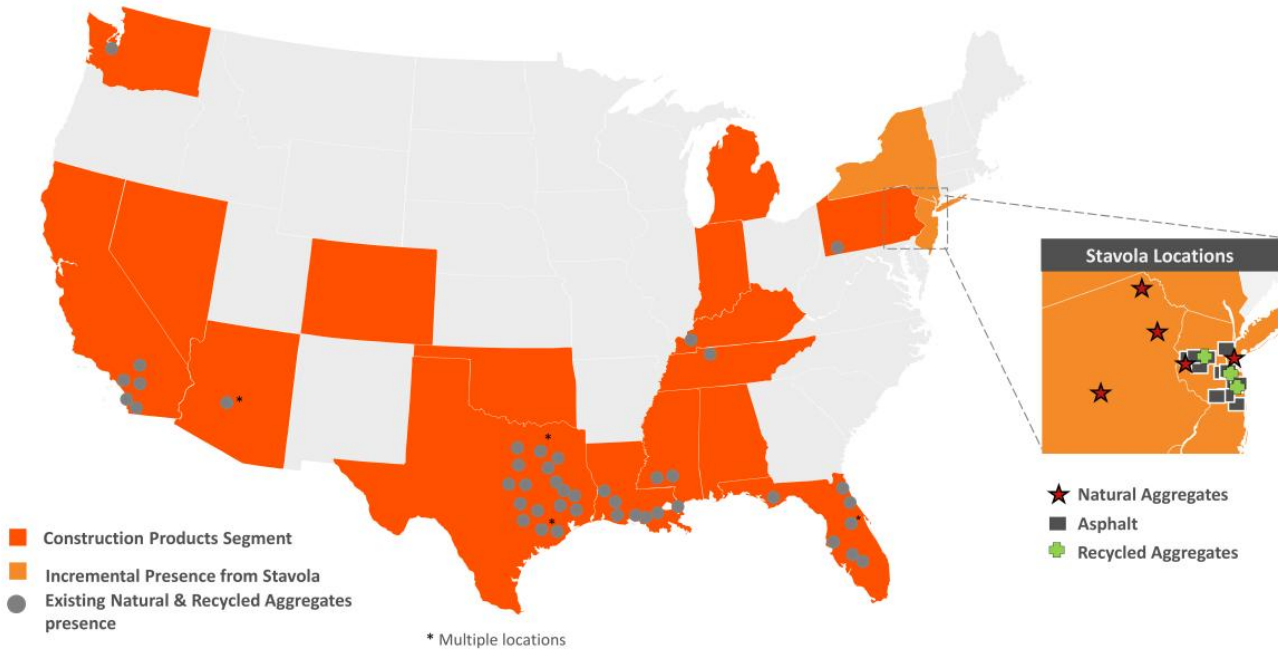 Stavola Locations
Natural Aggregates
Asphalt
Recycled Aggregates
Construction Products Segment
Incremental Presence from Stavola
Existing Natural & Recycled Aggregates
presence
* Multiple locations
*
*
*
*